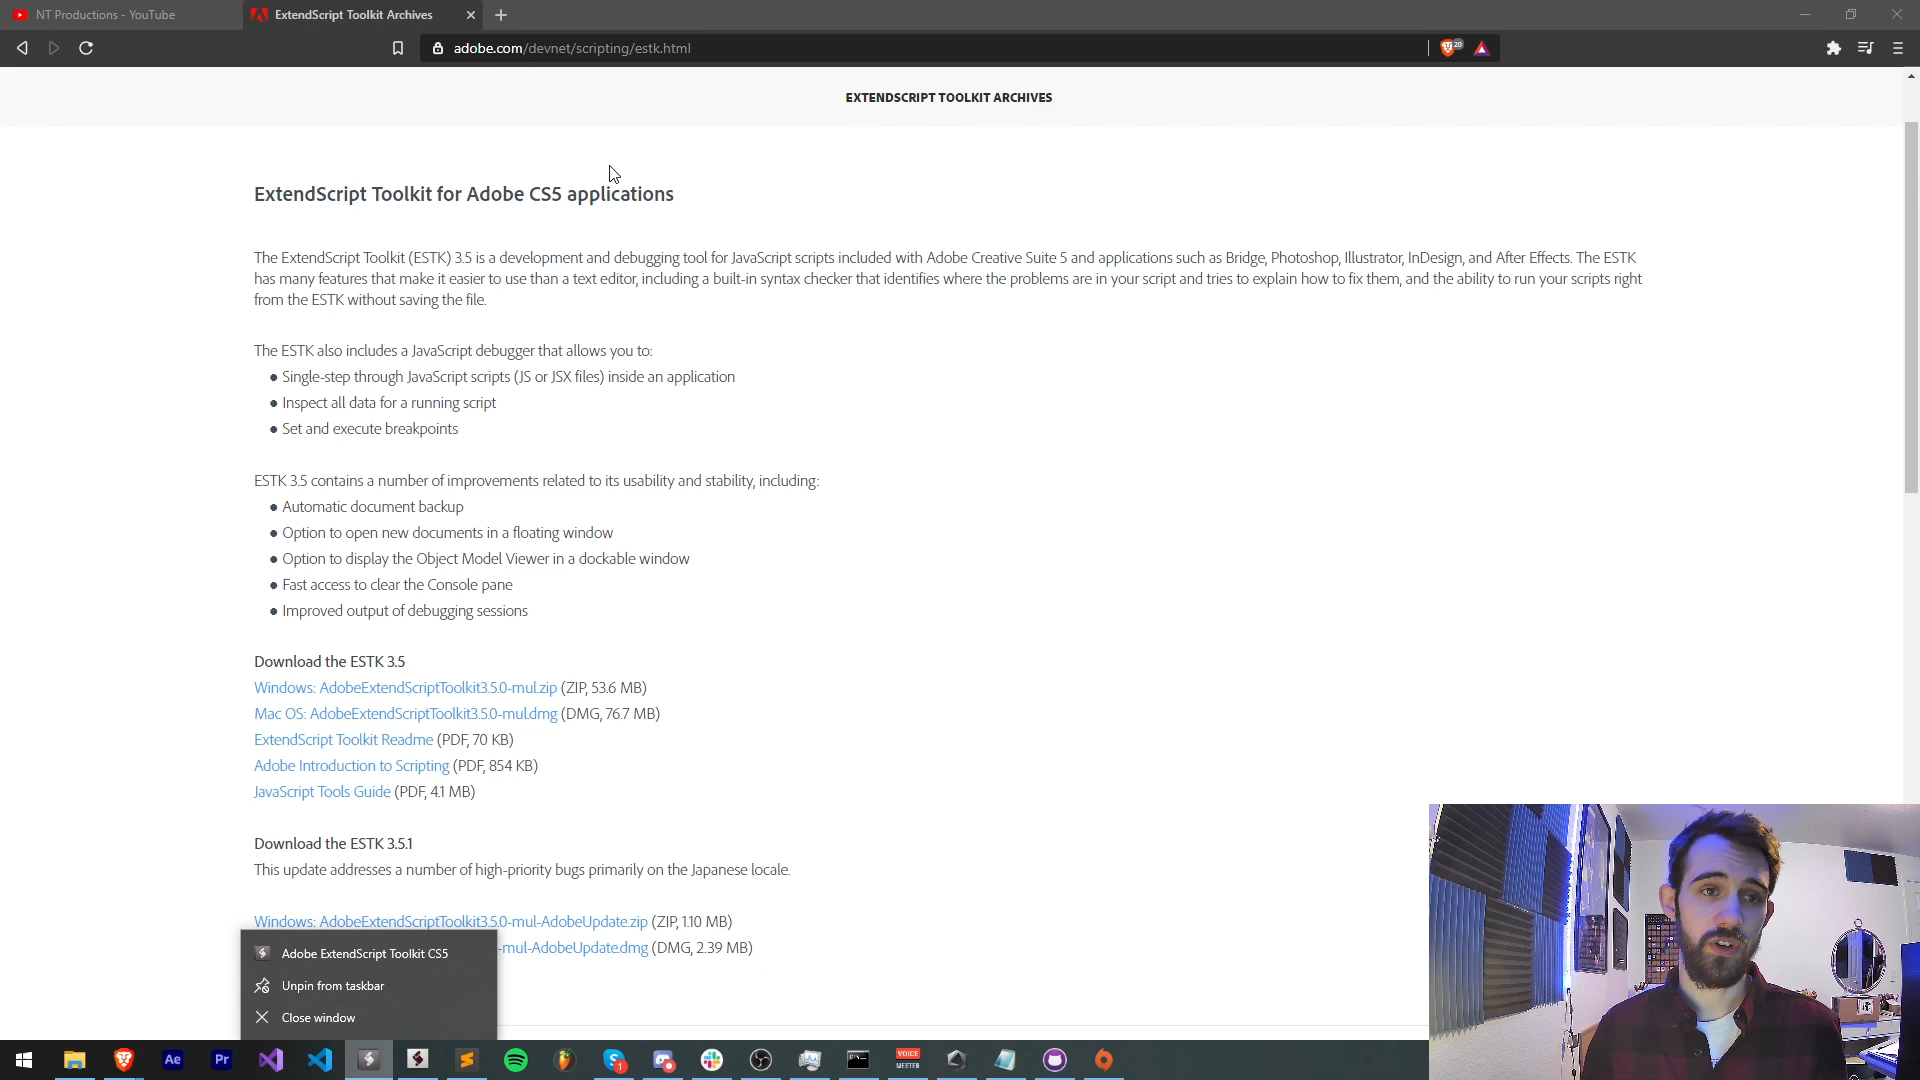 NT Productions - YouTube
ExtendScript Toolkit Archives
adobe.com/devnet/scripting/estk.html
20
EXTENDSCRIPT TOOLKIT ARCHIVES
ExtendScript Toolkit for Adobe CS5 applications
The ExtendScript Toolkit (ESTK) 3.5 is a development and debugging tool for JavaScript scripts included with Adobe Creative Suite 5 and applications such as Bridge, Photoshop, Illustrator, InDesign, and After Effects. The ESTK
has many features that make it easier to use than a text editor, including a built-in syntax checker that identifies where the problems are in your script and tries to explain how to fix them, and the ability to run your scripts right
from the ESTK without saving the file.
The ESTK also includes a JavaScript debugger that allows you to:
● Single-step through JavaScript scripts (JS or JSX files) inside an application
● Inspect all data for a running script
● Set and execute breakpoints
ESTK 3.5 contains a number of improvements related to its usability and stability, including:
● Automatic document backup
● Option to open new documents in a floating window
● Option to display the Object Model Viewer in a dockable window
● Fast access to clear the Console pane
● Improved output of debugging sessions
Download the ESTK 3.5
Windows: AdobeExtendScriptToolkit3.5.0-mul.zip (ZIP, 53.6 MB)
Mac OS: AdobeExtendScriptToolkit3.5.0-mul.dmg (DMG, 76.7 MB)
ExtendScript Toolkit Readme (PDF, 70 KB)
Adobe Introduction to Scripting (PDF, 854 KB)
JavaScript Tools Guide (PDF, 4.1 MB)
Download the ESTK 3.5.1
This update addresses a number of high-priority bugs primarily on the Japanese locale.
Windows: AdobeExtendScriptToolkit3.5.0-mul-AdobeUpdate.zip (ZIP, 1.10 MB)
-mul-AdobeUpdate.dmg (DMG, 2.39 MB)
Adobe ExtendScript Toolkit CS5
Unpin from taskbar
Close window
Ae
Pr
1
VOICE
MEETER